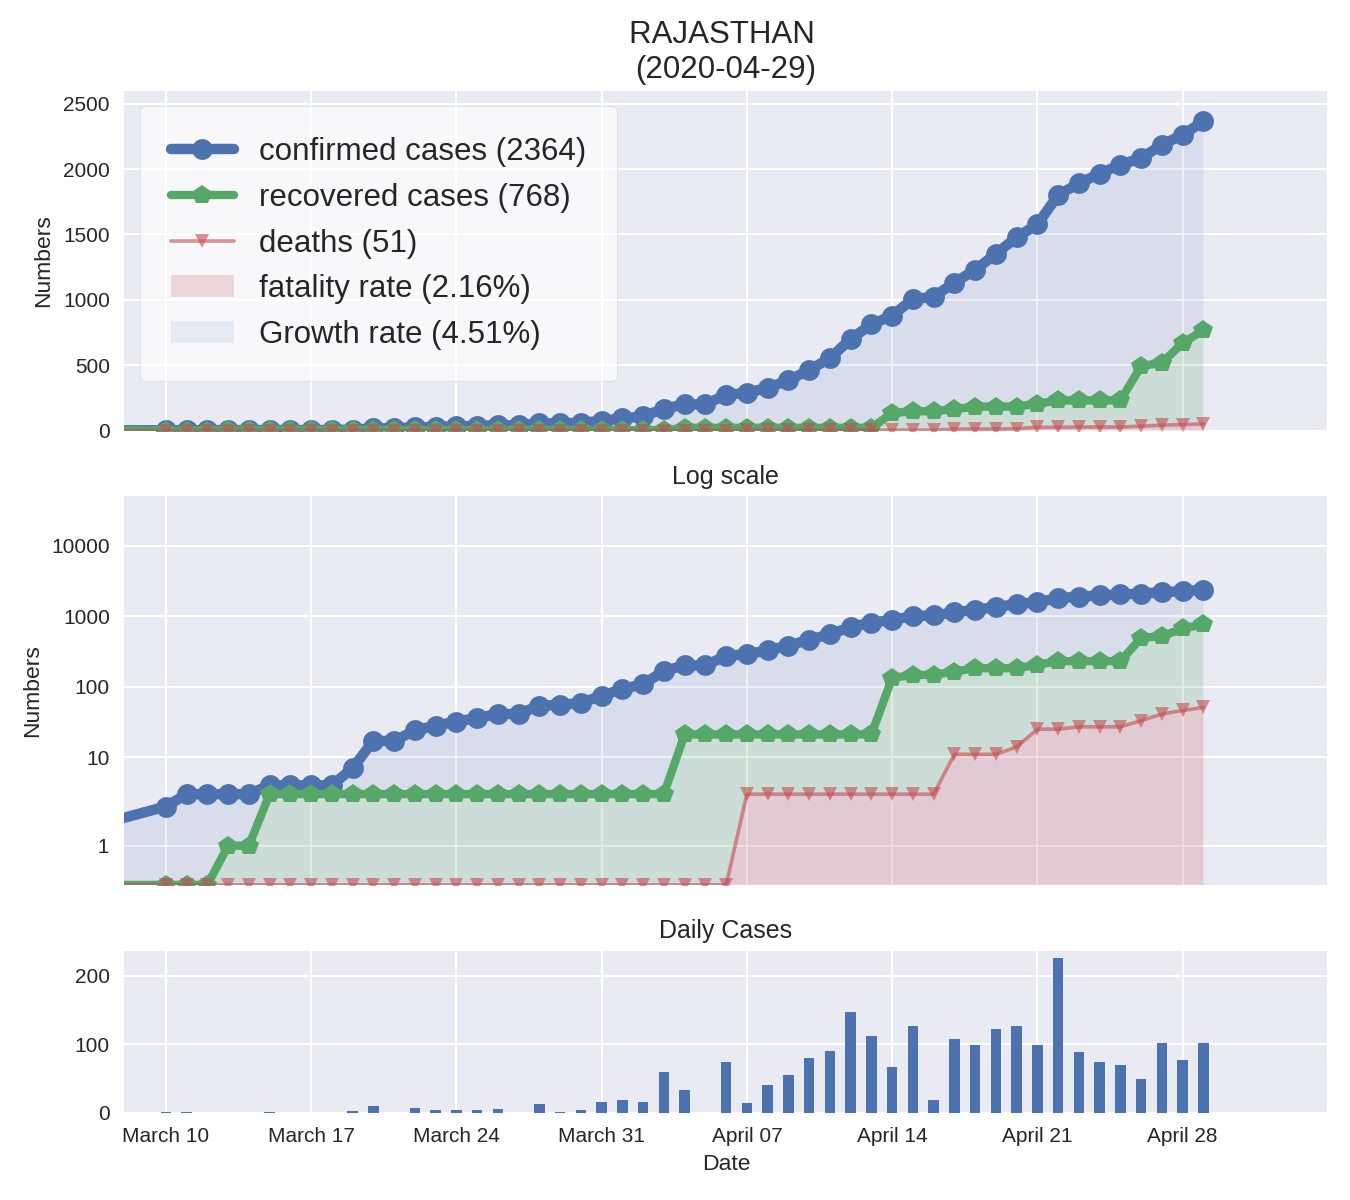 RAJASTHAN
(2020-04-29)
Numbers
2500
2000
1500
1000
500
0
confirmed cases (2364)
recovered cases (768)
deaths (51)
fatality rate (2.16%)
Growth rate (4.51%)
Log scale
Numbers
10000
1000
100
10
1
Daily Cases
200
100
0
March 10 March 17 March 24 March 31 April 07 April 14 April 21 April 28
Date